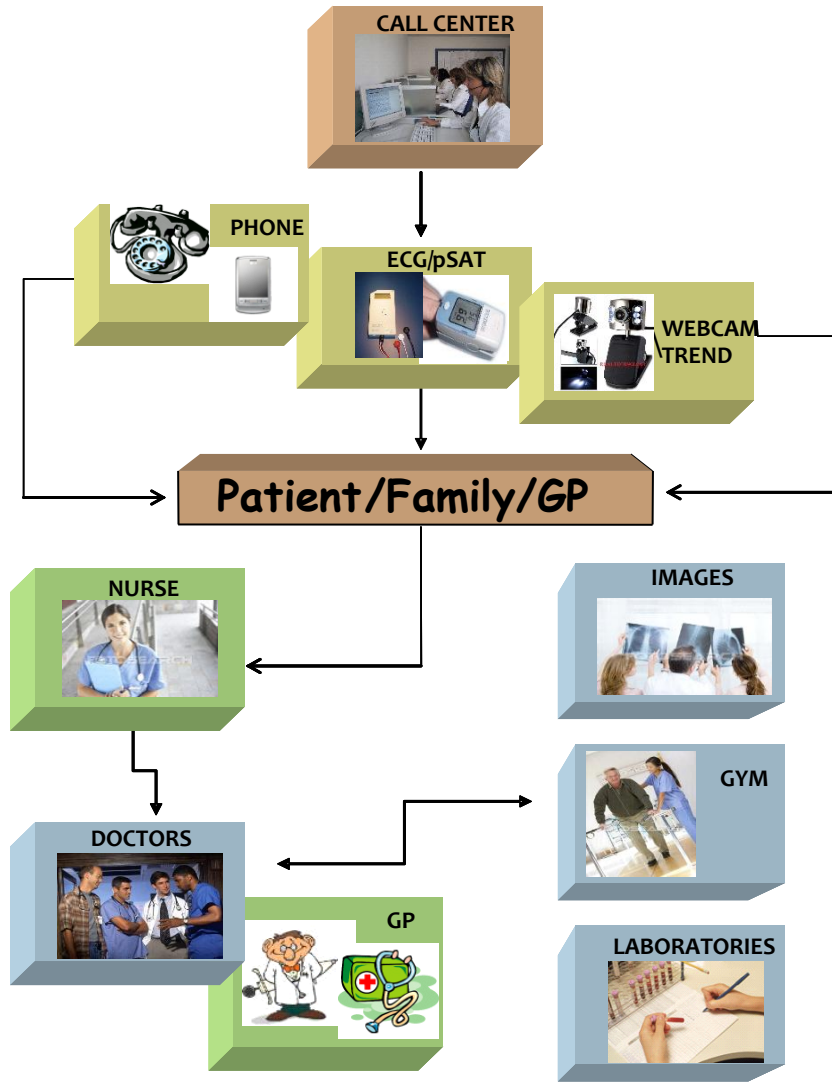 CALL CENTER
PHONE
ECG/pSAT
WEBCAM
TREND
Patient/Family/GP
NURSE
IMAGES
GYM
DOCTORS
GP
LABORATORIES